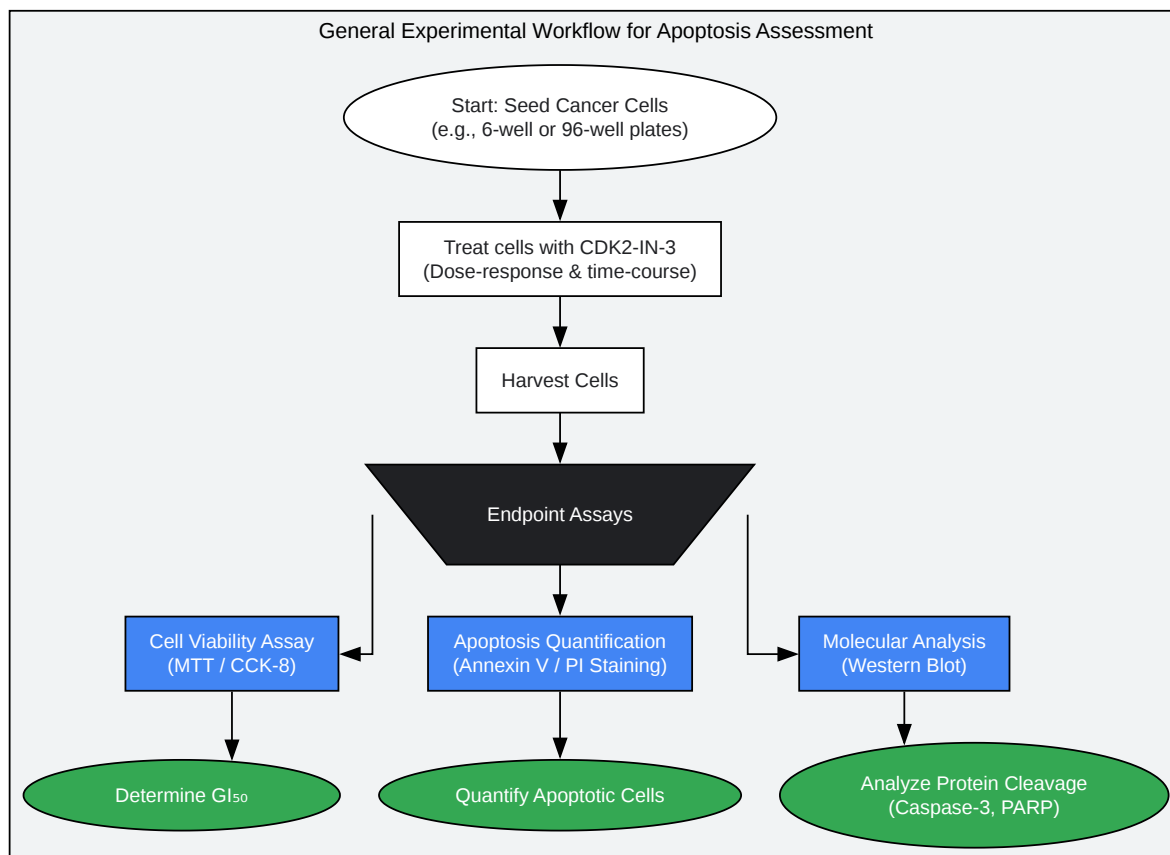 General Experimental Workflow for Apoptosis Assessment
Start: Seed Cancer Cells
(e.g., 6-well or 96-well plates)
Treat cells with CDK2-IN-3
(Dose-response & time-course)
Harvest Cells
Endpoint Assays
Cell Viability Assay
(MTT / CCK-8)
Apoptosis Quantification
(Annexin V / PI Staining)
Molecular Analysis
(Western Blot)
Determine GI₅₀
Quantify Apoptotic Cells
Analyze Protein Cleavage
(Caspase-3, PARP)